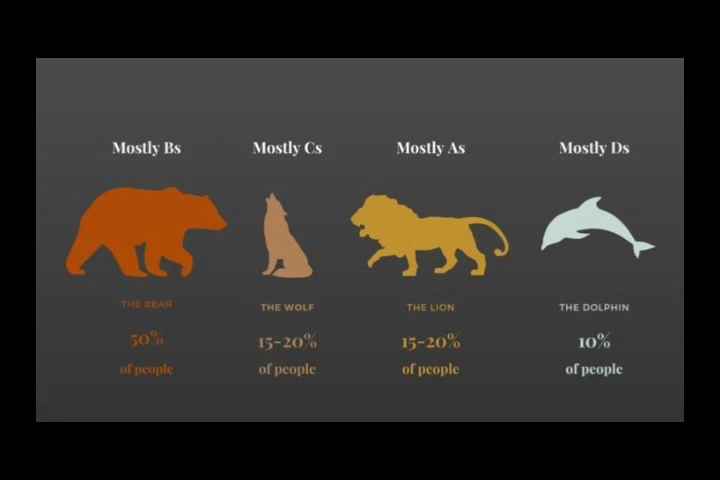 Mostly Bs
Mostly Cs
Mostly As
Mostly Ds
THE BEAR
THE WOLF
THE LION
THE DOLPHIN
50%
15-20%
15-20%
10%
of people
of people
of people
of people